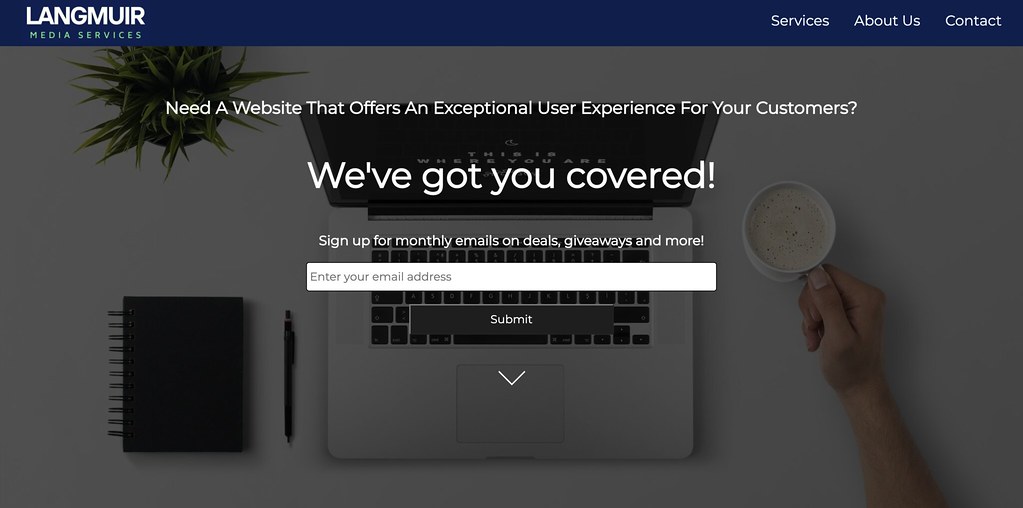 LANGMUIR
MEDIA SERVICES
Services
About Us
Contact
Need A Website That Offers An Exceptional User Experience For Your Customers?
THIS IS
WHERE YOU ARE
We've got you covered!
Sign up for monthly emails on deals, giveaways and more!
Enter your email address
Submit